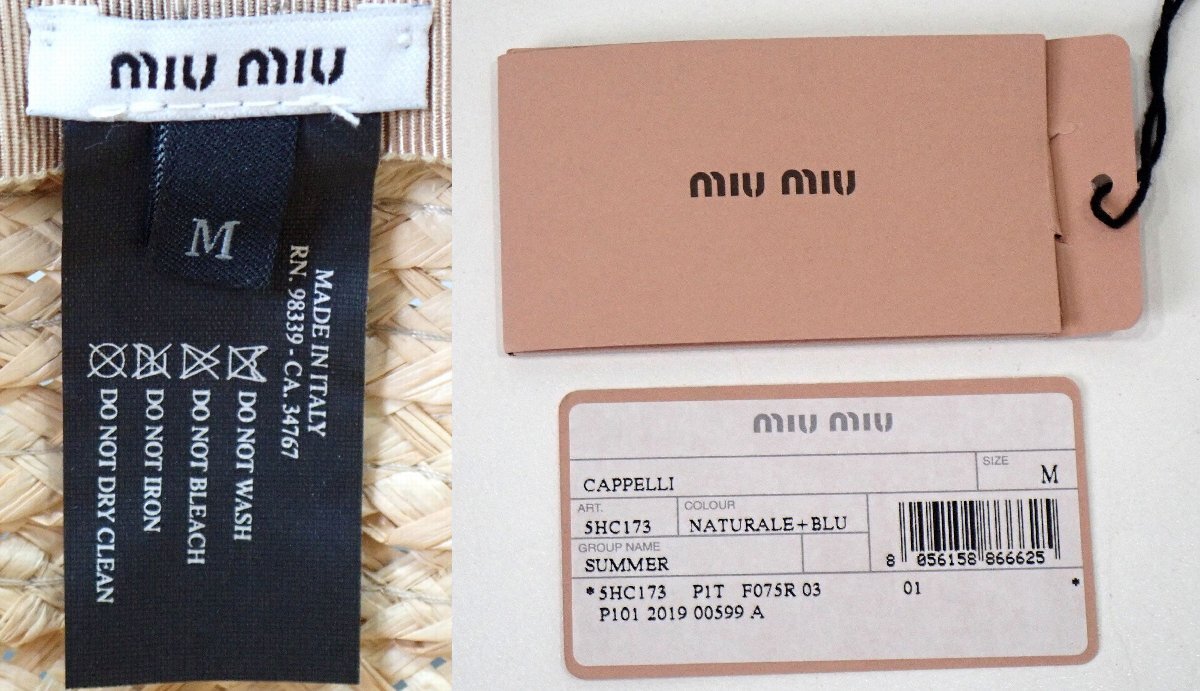 miu miu
M
MADE IN ITALY
RN. 98339 - CA. 34767
DO NOT WASH
DO NOT BLEACH
DO NOT IRON
DO NOT DRY CLEAN
miu miu
miu miu
CAPPELLI
SIZE
M
ART.
5HC173
COLOUR
NATURALE+BLU
GROUP NAME
SUMMER
8 056158 866625
*5HC173 P1T F075R 03 01 *
P101 2019 00599 A